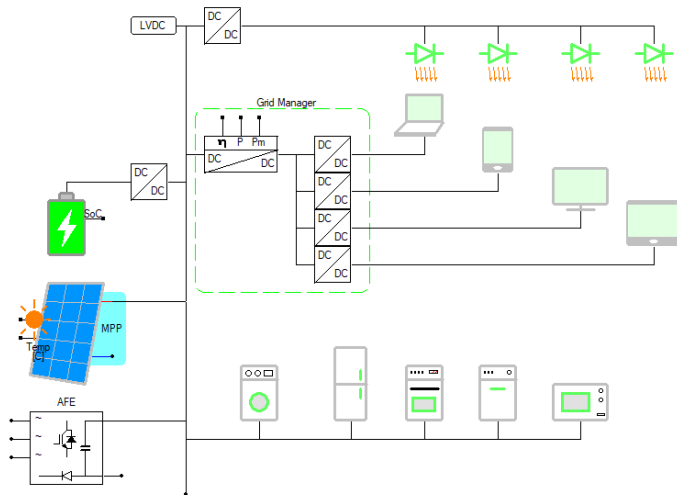 LVDC
DC
DC
Grid Manager
η P Pm
DC
DC
DC
DC
DC
DC
DC
DC
DC
DC
DC
DC
SoC
MPP
Temp
[C]
AFE
~
~
~